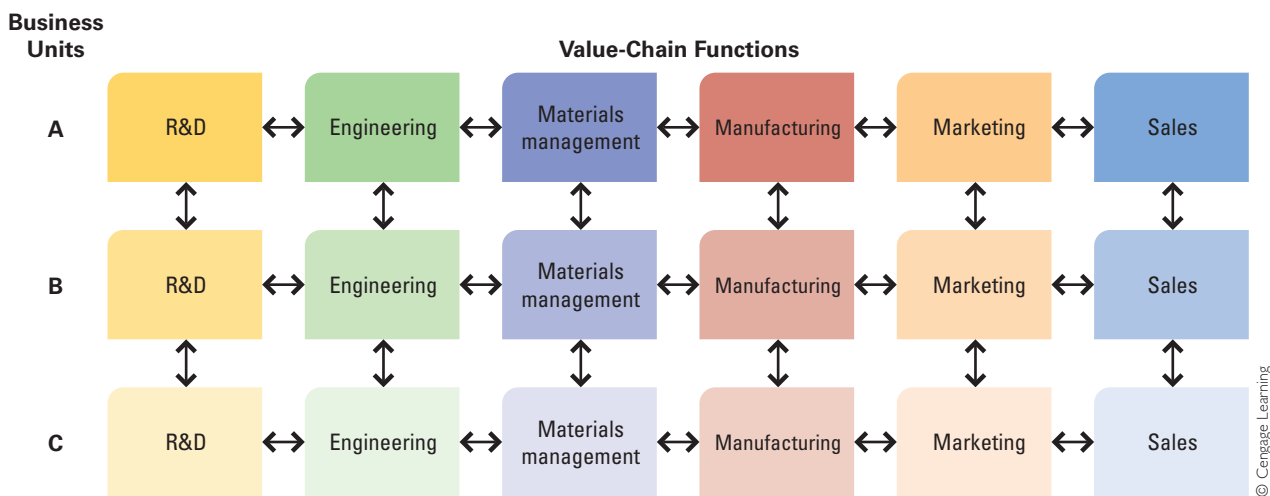 Business
Units
Value-Chain Functions
A
R&D
Engineering
Materials
management
Manufacturing
Marketing
Sales
B
R&D
Engineering
Materials
management
Manufacturing
Marketing
Sales
C
R&D
Engineering
Materials
management
Manufacturing
Marketing
Sales
© Cengage Learning